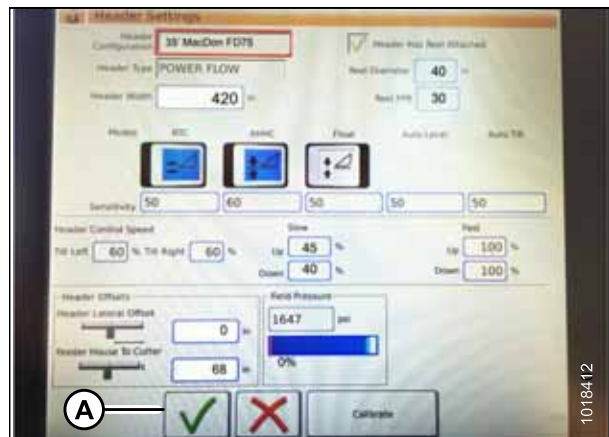 Header Settings
Header Configuration
35' MacDon FD75
Header Has Reel Attached
Header Type
POWER FLOW
Reel Diameter
40
in
Header Width
420
in
Reel PPR
30
Modes
RTC
AHHC
Float
Auto Level
Auto Tilt
Sensitivity
50
60
50
50
50
Header Control Speed
Slow
Fast
Tilt Left
60
%
Tilt Right
60
%
Up
45
%
Up
100
%
Down
40
%
Down
100
%
Header Offsets
Field Pressure
Header Lateral Offset
0
in
1647
psi
Feeder House To Cutter
68
in
0%
A
Calibrate
1018412